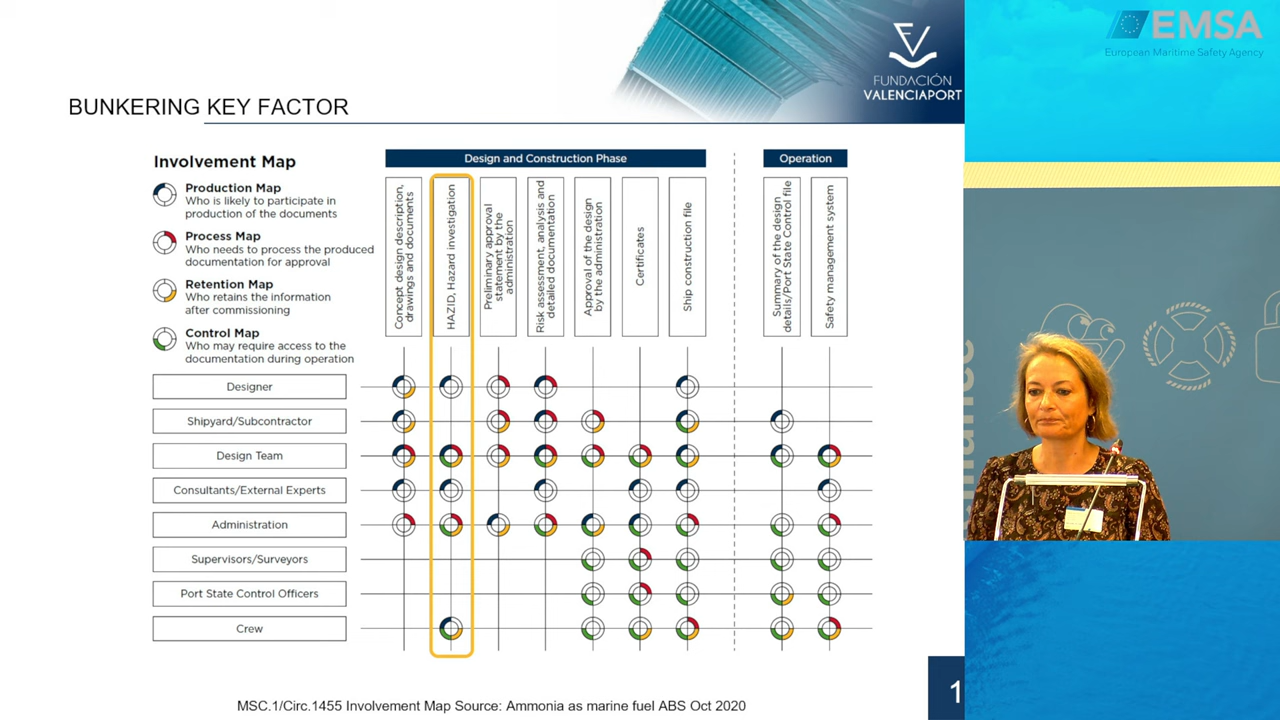 EMSA
European Maritime Safety Agency
FUNDACIÓN
VALENCIAPORT
BUNKERING KEY FACTOR
Involvement Map
Production Map
Who is likely to participate in
production of the documents
Process Map
Who needs to process the produced
documentation for approval
Retention Map
Who retains the information
after commissioning
Control Map
Who may require access to the
documentation during operation
Design and Construction Phase
Operation
Concept design description,
drawings and documents
HAZID, Hazard investigation
Preliminary approval
statement by the
administration
Risk assessment, analysis and
detailed documentation
Approval of the design
by the administration
Certificates
Ship construction file
Summary of the design
details/Port State Control file
Safety management system
Designer
Shipyard/Subcontractor
Design Team
Consultants/External Experts
Administration
Supervisors/Surveyors
Port State Control Officers
Crew
MSC.1/Circ.1455 Involvement Map Source: Ammonia as marine fuel ABS Oct 2020
1